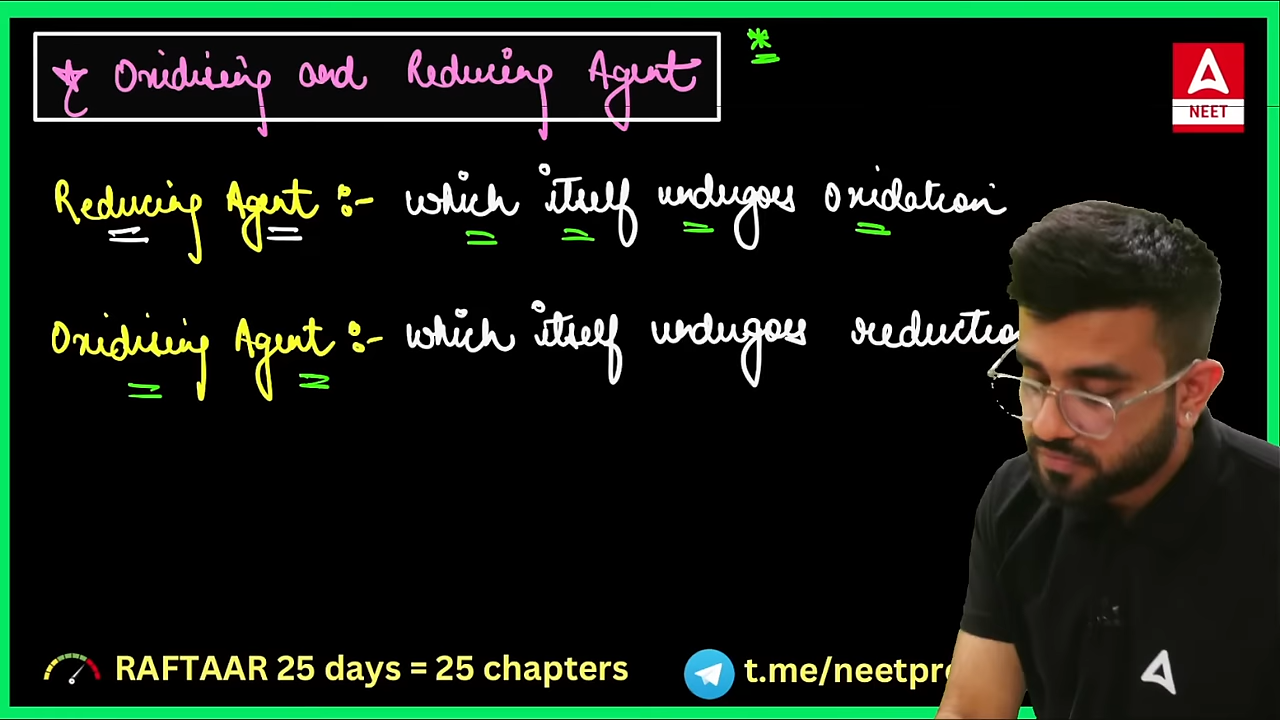 Oxidising and Reducing Agent *
NEET
Reducing Agent :- which itself undergoes Oxidation
Oxidising Agent :- which itself undergoes reduction
RAFTAAR 25 days = 25 chapters
t.me/neetpre